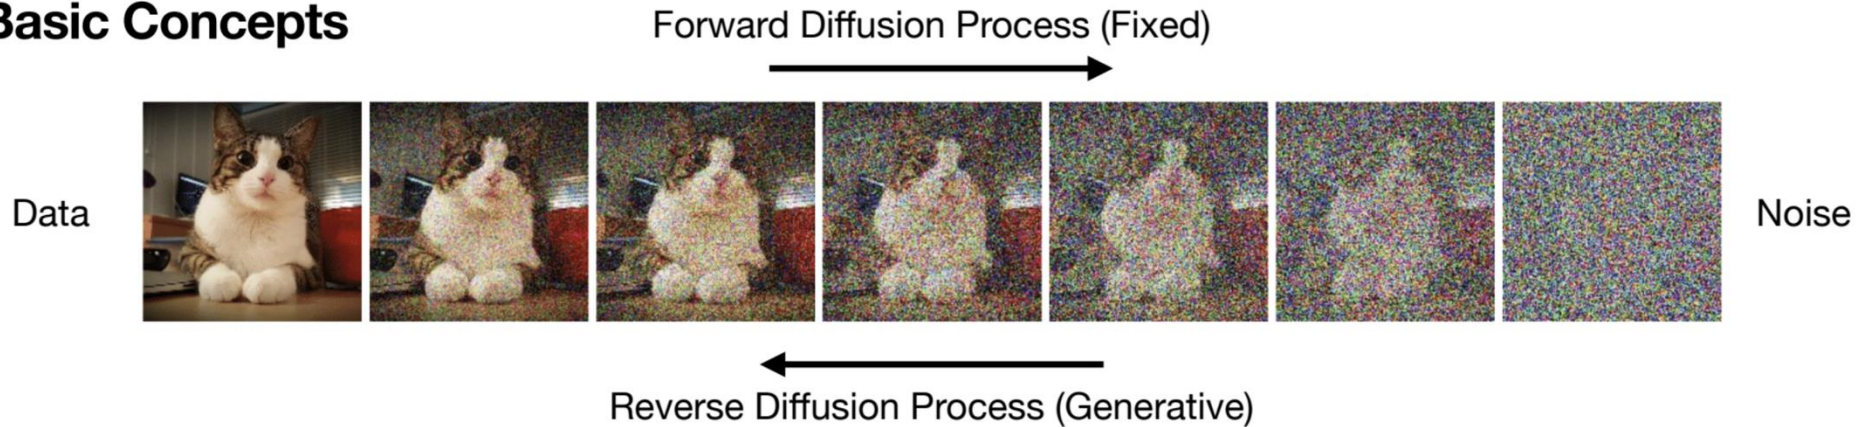 Basic Concepts
Forward Diffusion Process (Fixed)
Data
Noise
Reverse Diffusion Process (Generative)